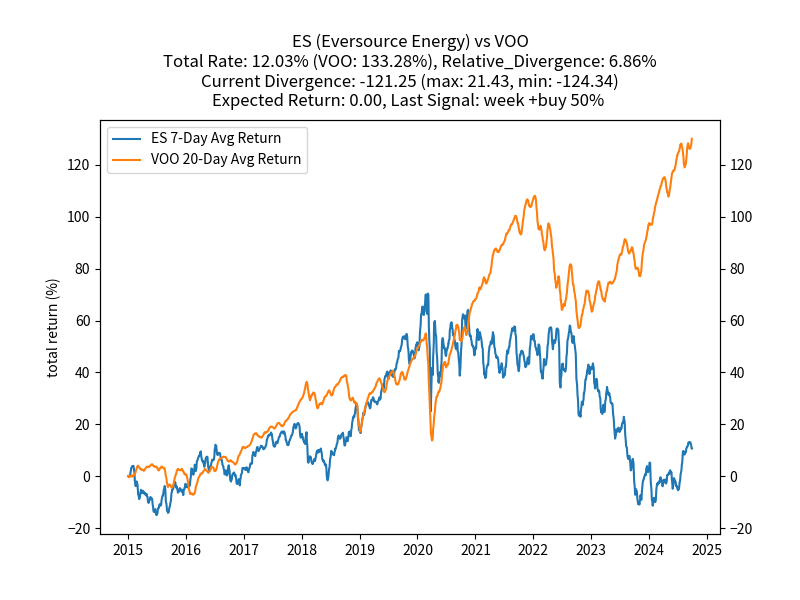 ES (Eversource Energy) vs VOO
Total Rate: 12.03% (VOO: 133.28%), Relative_Divergence: 6.86%
Current Divergence: -121.25 (max: 21.43, min: -124.34)
Expected Return: 0.00, Last Signal: week +buy 50%
ES 7-Day Avg Return
VOO 20-Day Avg Return
total return (%)
120
100
80
60
40
20
0
−20
120
100
80
60
40
20
0
−20
2015 2016 2017 2018 2019 2020 2021 2022 2023 2024 2025